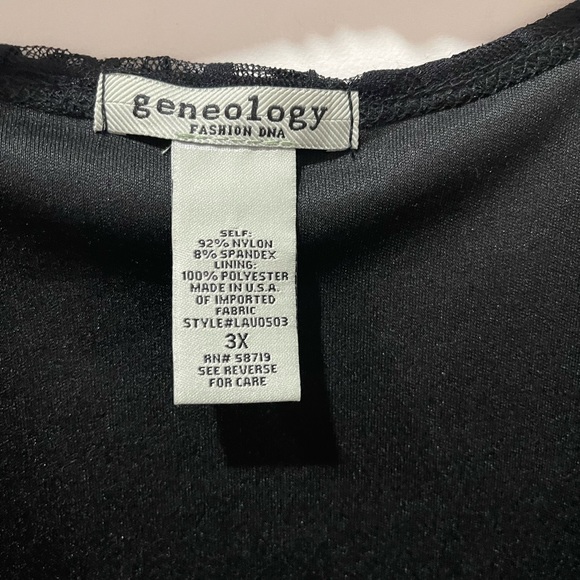 geneology
FASHION DNA
SELF:
92% NYLON
8% SPANDEX
LINING:
100% POLYESTER
MADE IN U.S.A.
OF IMPORTED
FABRIC
STYLE#LAU0503
3X
RN# 58719
SEE REVERSE
FOR CARE